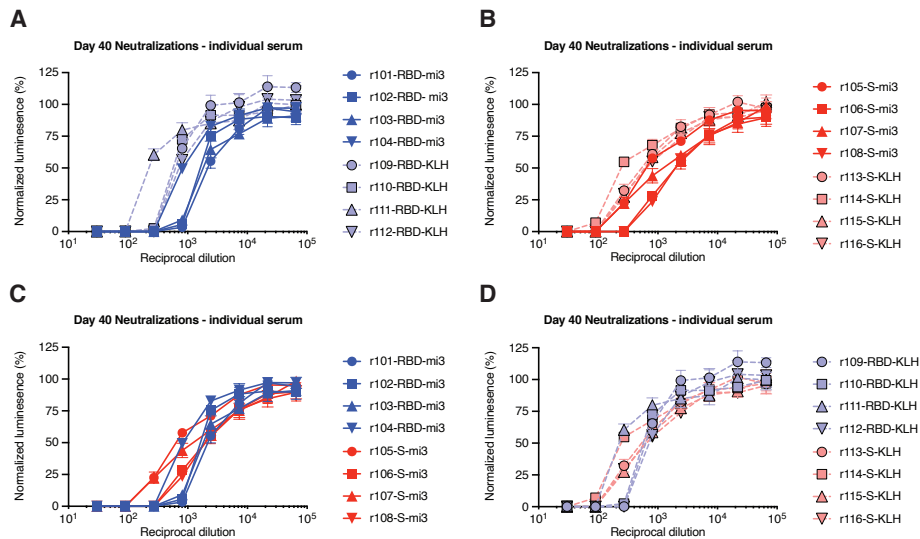 A
Day 40 Neutralizations - individual serum
Normalized luminesence (%)
125
100
75
50
25
0
10¹ 10² 10³ 10⁴ 10⁵
Reciprocal dilution
r101-RBD-mi3
r102-RBD- mi3
r103-RBD-mi3
r104-RBD-mi3
r109-RBD-KLH
r110-RBD-KLH
r111-RBD-KLH
r112-RBD-KLH
B
Day 40 Neutralizations - individual serum
Normalized luminesence (%)
125
100
75
50
25
0
10¹ 10² 10³ 10⁴ 10⁵
Reciprocal dilution
r105-S-mi3
r106-S-mi3
r107-S-mi3
r108-S-mi3
r113-S-KLH
r114-S-KLH
r115-S-KLH
r116-S-KLH
C
Day 40 Neutralizations - individual serum
Normalized luminesence (%)
125
100
75
50
25
0
10¹ 10² 10³ 10⁴ 10⁵
Reciprocal dilution
r101-RBD-mi3
r102-RBD-mi3
r103-RBD-mi3
r104-RBD-mi3
r105-S-mi3
r106-S-mi3
r107-S-mi3
r108-S-mi3
D
Day 40 Neutralizations - individual serum
Normalized luminesence (%)
125
100
75
50
25
0
10¹ 10² 10³ 10⁴ 10⁵
Reciprocal dilution
r109-RBD-KLH
r110-RBD-KLH
r111-RBD-KLH
r112-RBD-KLH
r113-S-KLH
r114-S-KLH
r115-S-KLH
r116-S-KLH